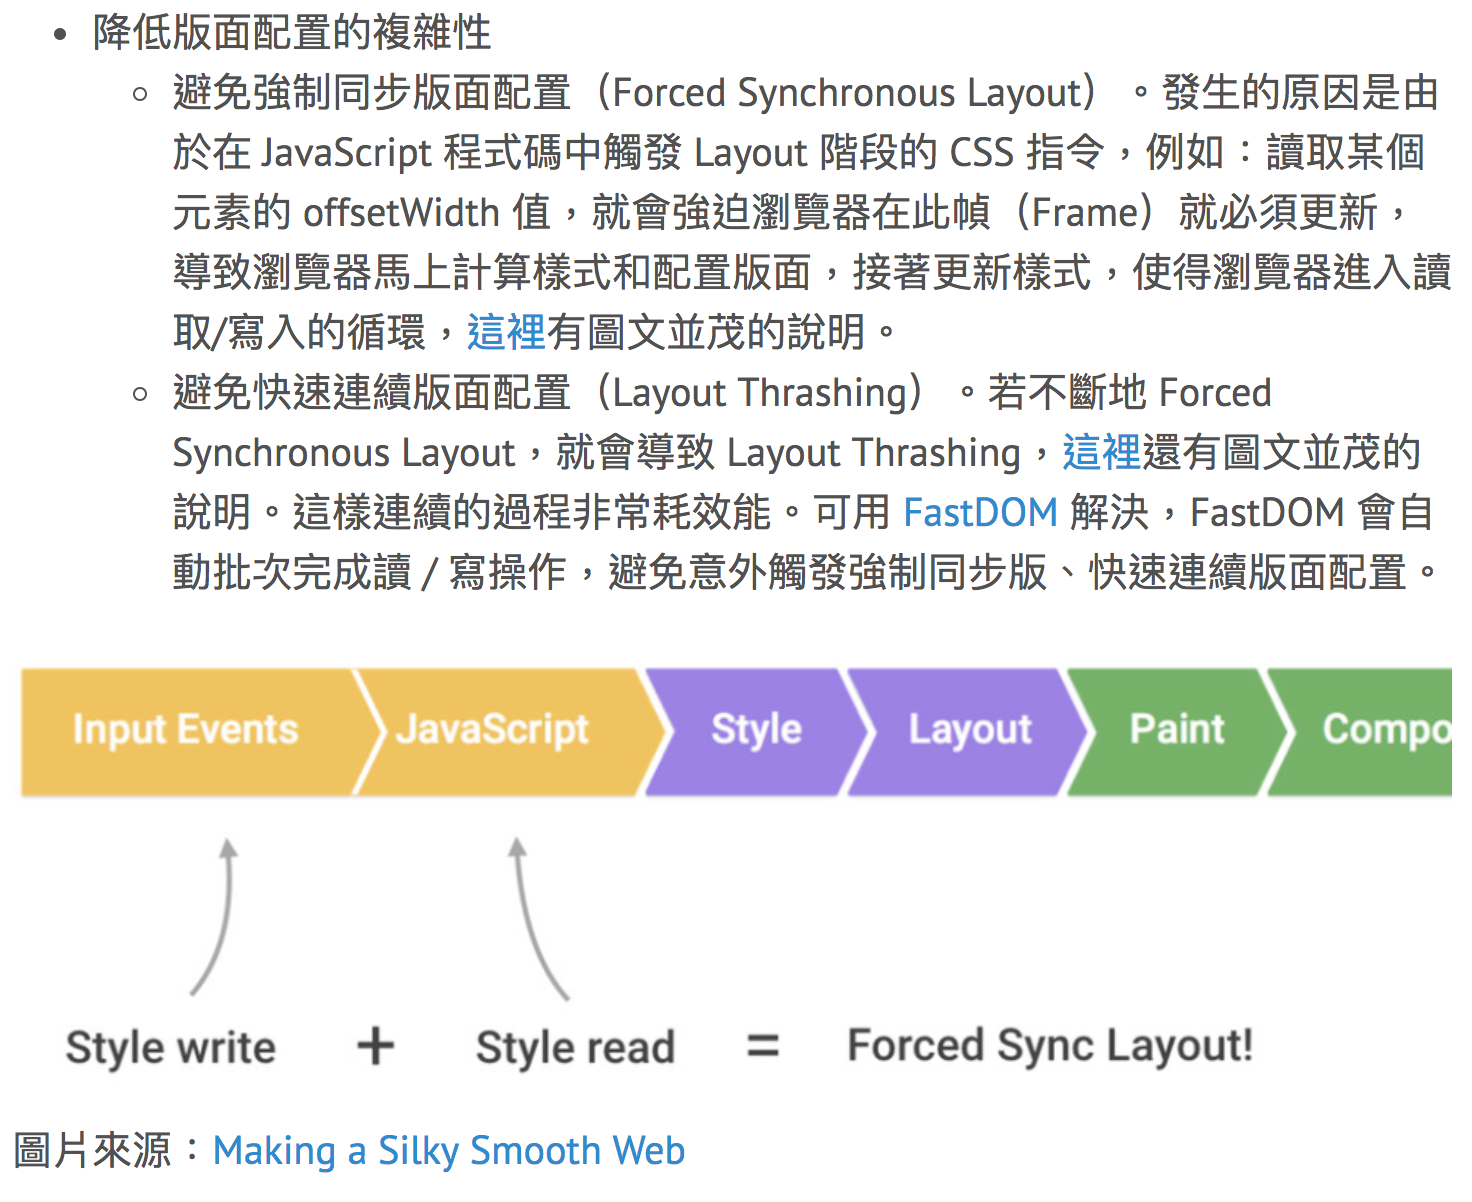 降低版面配置的複雜性
避免強制同步版面配置（Forced Synchronous Layout）。發生的原因是由
於在 JavaScript 程式碼中觸發 Layout 階段的 CSS 指令，例如：讀取某個
元素的 offsetWidth 值，就會強迫瀏覽器在此幀（Frame）就必須更新，
導致瀏覽器馬上計算樣式和配置版面，接著更新樣式，使得瀏覽器進入讀
取/寫入的循環，這裡有圖文並茂的說明。
避免快速連續版面配置（Layout Thrashing）。若不斷地 Forced
Synchronous Layout，就會導致 Layout Thrashing，這裡還有圖文並茂的
說明。這樣連續的過程非常耗效能。可用 FastDOM 解決，FastDOM 會自
動批次完成讀 / 寫操作，避免意外觸發強制同步版、快速連續版面配置。
Input Events JavaScript Style Layout Paint Compo
Style write + Style read = Forced Sync Layout!
圖片來源：Making a Silky Smooth Web